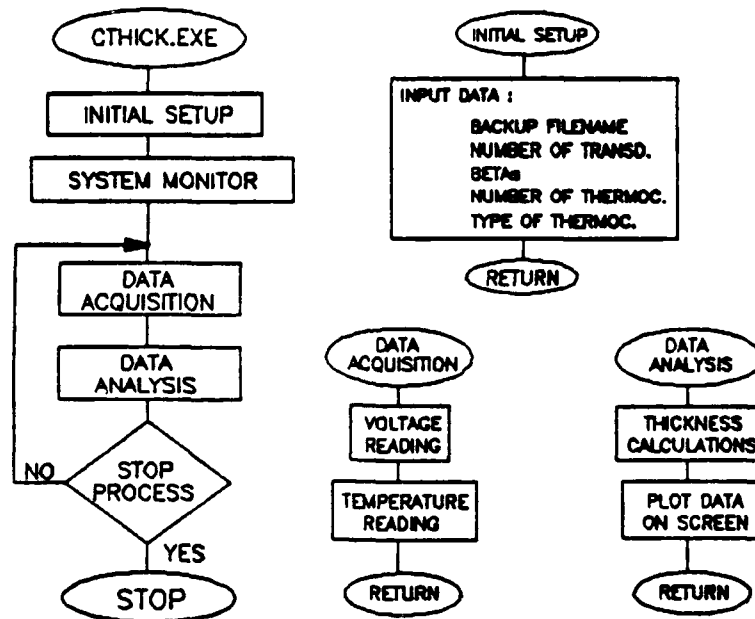 CTHICK.EXE
INITIAL SETUP
SYSTEM MONITOR
DATA
ACQUISITION
DATA
ANALYSIS
NO
STOP
PROCESS
YES
STOP
INITIAL SETUP
INPUT DATA :
BACKUP FILENAME
NUMBER OF TRANSD.
BETAs
NUMBER OF THERMOC.
TYPE OF THERMOC.
RETURN
DATA
ACQUISITION
VOLTAGE
READING
TEMPERATURE
READING
RETURN
DATA
ANALYSIS
THICKNESS
CALCULATIONS
PLOT DATA
ON SCREEN
RETURN